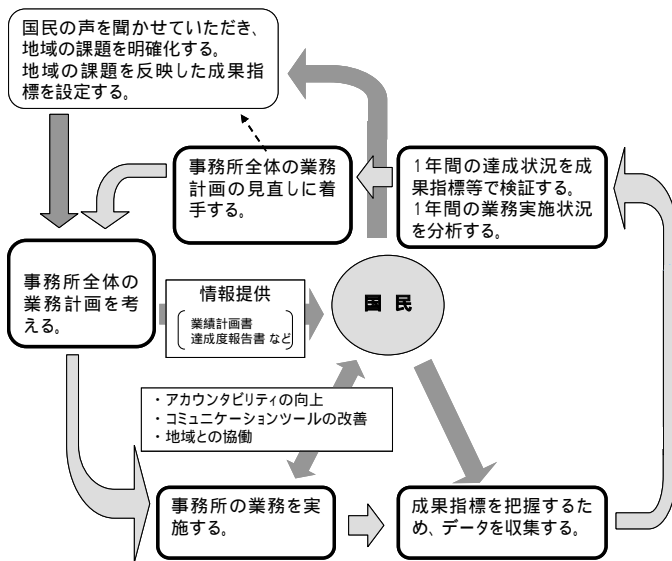 国民の声を聞かせていただき、
地域の課題を明確化する。
地域の課題を反映した成果指
標を設定する。
事務所全体の業務
計画の見直しに着
手する。
1年間の達成状況を成
果指標等で検証する。
1年間の業務実施状況
を分析する。
事務所全体の
業務計画を考
える。
情報提供
業績計画書
達成度報告書 など
国 民
・アカウンタビリティの向上
・コミュニケーションツールの改善
・地域との協働
事務所の業務を実
施する。
成果指標を把握するた
め、データを収集する。